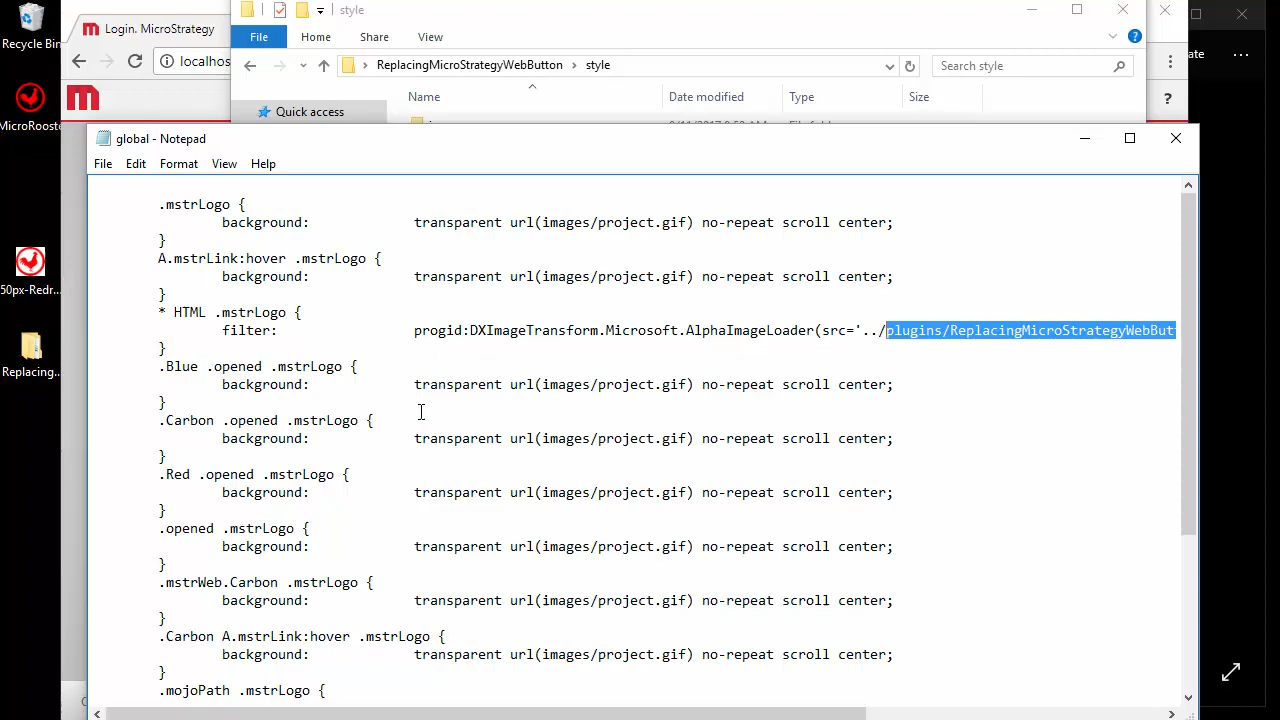 Recycle Bin
Login. MicroStrategy
style
File
Home
Share
View
ate
localhos
ReplacingMicroStrategyWebButton
style
Search style
MicroRooste
Quick access
Name
Date modified
Type
Size
global - Notepad
File Edit Format View Help
.mstrLogo {
background: transparent url(images/project.gif) no-repeat scroll center;
}
A.mstrLink:hover .mstrLogo {
background: transparent url(images/project.gif) no-repeat scroll center;
}
* HTML .mstrLogo {
filter: progid:DXImageTransform.Microsoft.AlphaImageLoader(src='../plugins/ReplacingMicroStrategyWebBut
}
.Blue .opened .mstrLogo {
background: transparent url(images/project.gif) no-repeat scroll center;
}
.Carbon .opened .mstrLogo {
background: transparent url(images/project.gif) no-repeat scroll center;
}
.Red .opened .mstrLogo {
background: transparent url(images/project.gif) no-repeat scroll center;
}
.opened .mstrLogo {
background: transparent url(images/project.gif) no-repeat scroll center;
}
.mstrWeb.Carbon .mstrLogo {
background: transparent url(images/project.gif) no-repeat scroll center;
}
.Carbon A.mstrLink:hover .mstrLogo {
background: transparent url(images/project.gif) no-repeat scroll center;
}
.mojoPath .mstrLogo {
50px-Redr...
Replacing...